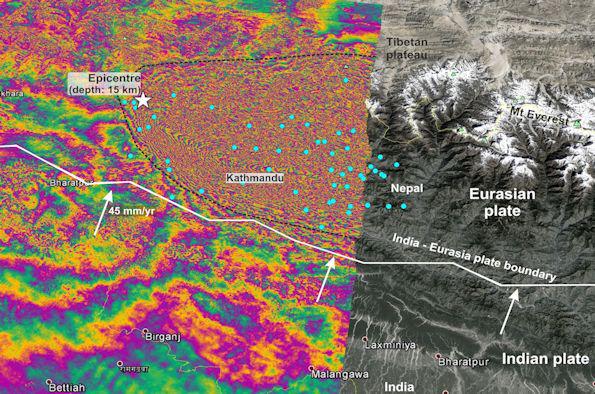 Tibetan
plateau
Epicentre
(depth: 15 km)
khara
Mt Everest
Kathmandu
Bharatpur
Nepal
Eurasian
plate
45 mm/yr
India - Eurasia plate boundary
Birganj
Laxminiya
Bharatpur
Indian plate
Malangawa
Bettiah
India